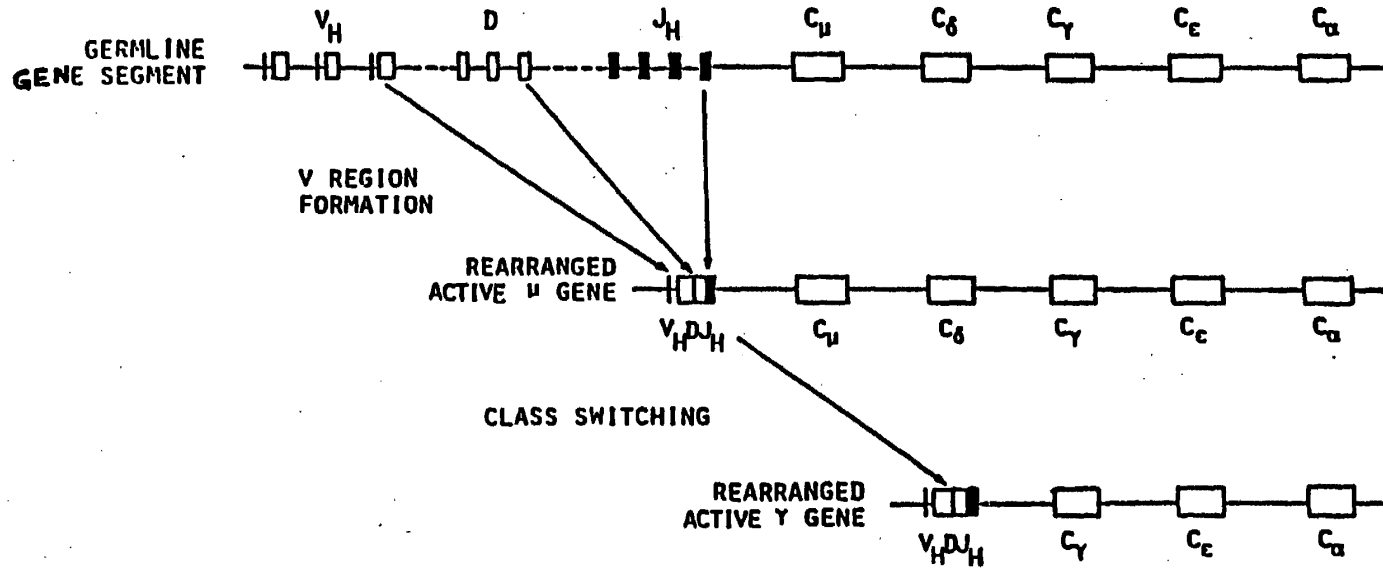 V_H D J_H C_μ C_δ C_γ C_ε C_α
GERMLINE
GENE SEGMENT
V REGION
FORMATION
REARRANGED
ACTIVE μ GENE
V_HDJ_H C_μ C_δ C_γ C_ε C_α
CLASS SWITCHING
REARRANGED
ACTIVE γ GENE
V_HDJ_H C_γ C_ε C_α